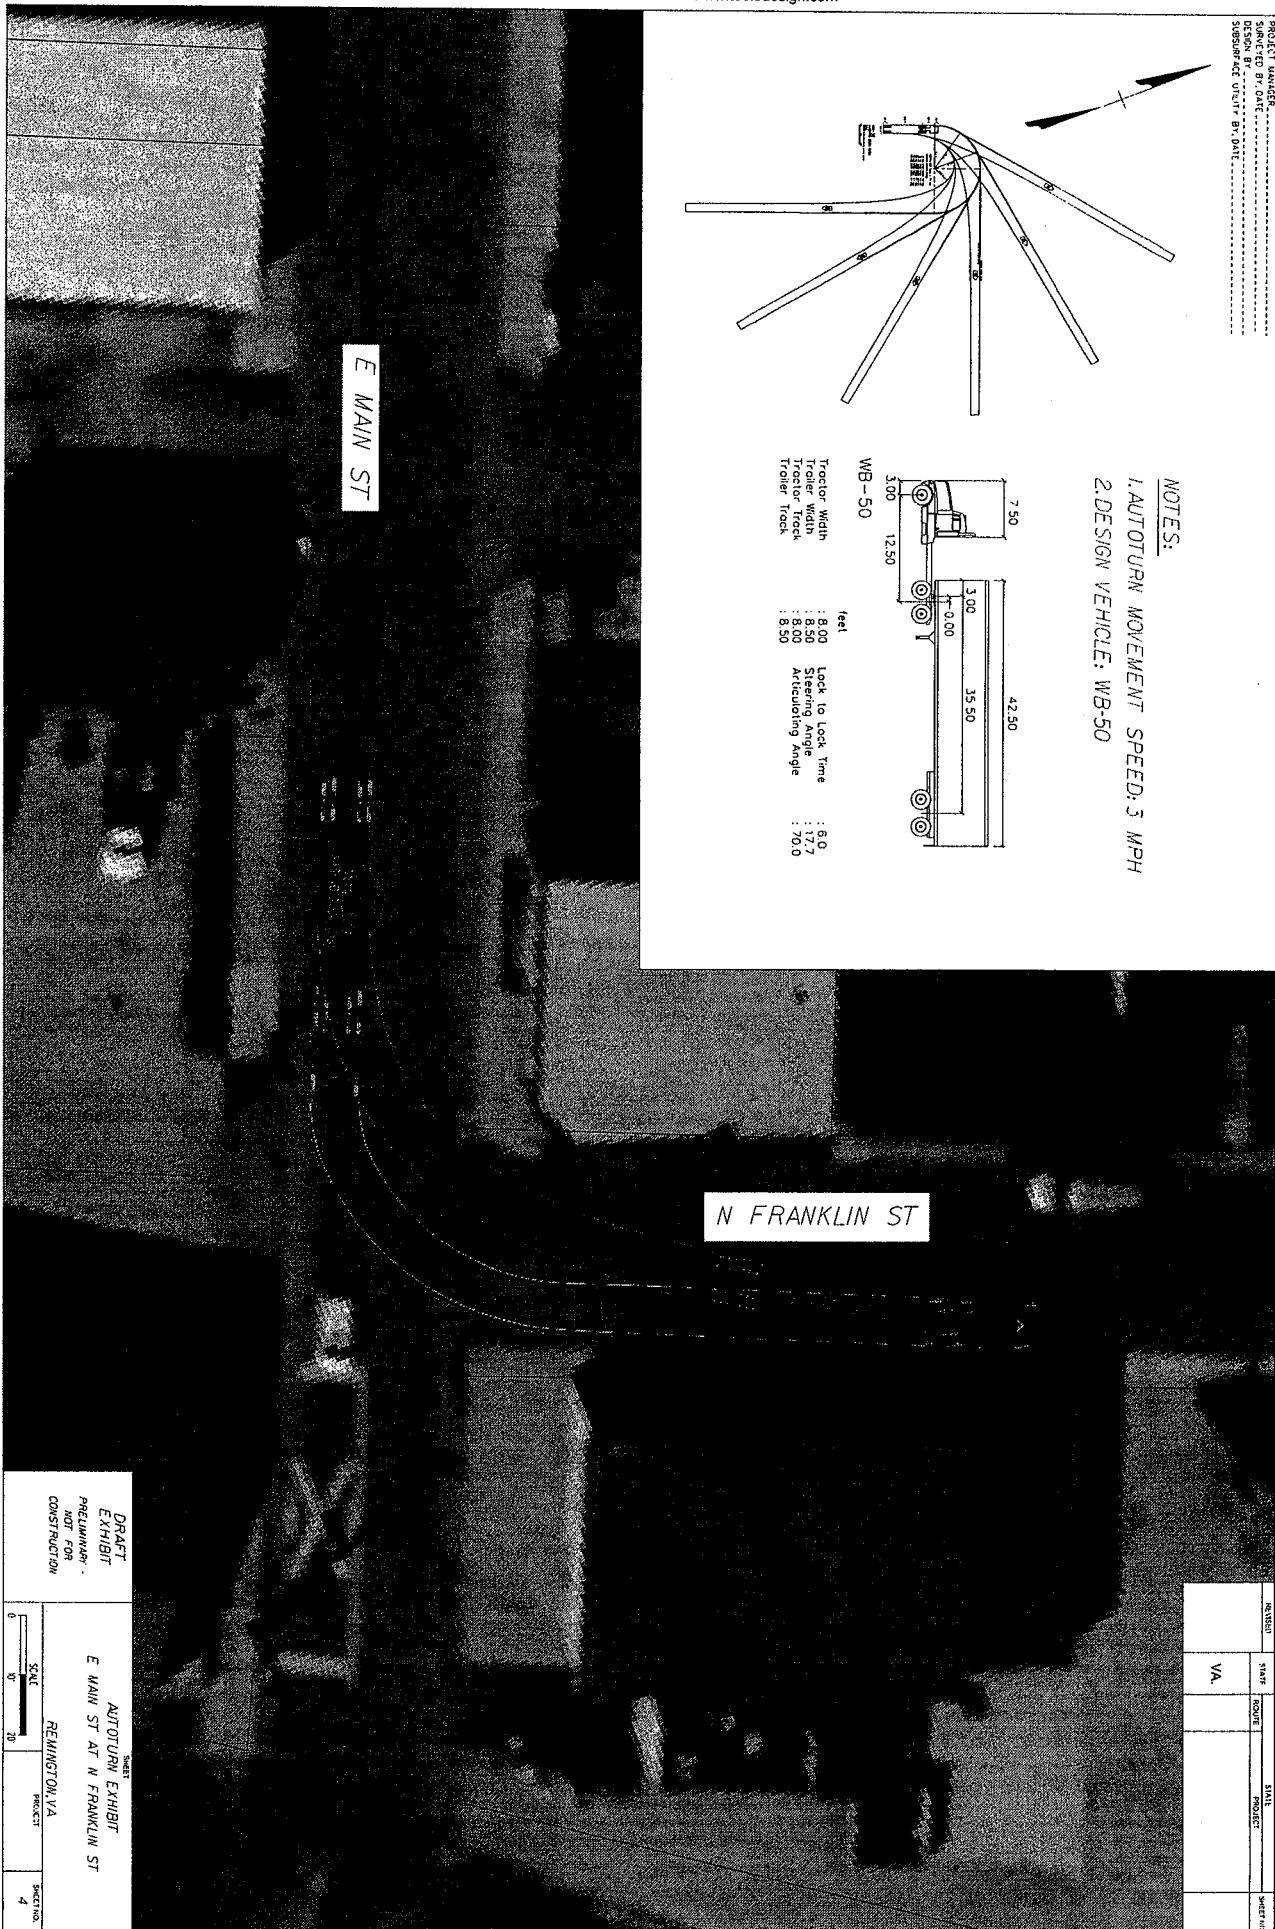 PROJECT MANAGER
SURVEYED BY, DATE
DESIGN BY
SUBSURFACE UTILITY BY, DATE
NOTES:
1. AUTOTURN MOVEMENT SPEED: 3 MPH
2. DESIGN VEHICLE: WB-50
42.50
7.50
3.00
35.50
0.00
3.00
12.50
WB-50
feet
Tractor Width : 8.00 Lock to Lock Time : 6.0
Trailer Width : 8.50 Steering Angle : 17.7
Tractor Track : 8.00 Articulating Angle : 70.0
Trailer Track : 8.50
REVISED STATE ROUTE STATE PROJECT SHEET NO.
VA.
N FRANKLIN ST
E MAIN ST
DRAFT
EXHIBIT
PRELIMINARY -
NOT FOR
CONSTRUCTION
SHEET
AUTOTURN EXHIBIT
E MAIN ST AT N FRANKLIN ST
REMINGTON, VA
SCALE
0 10' 20'
PROJECT
SHEET NO.
4